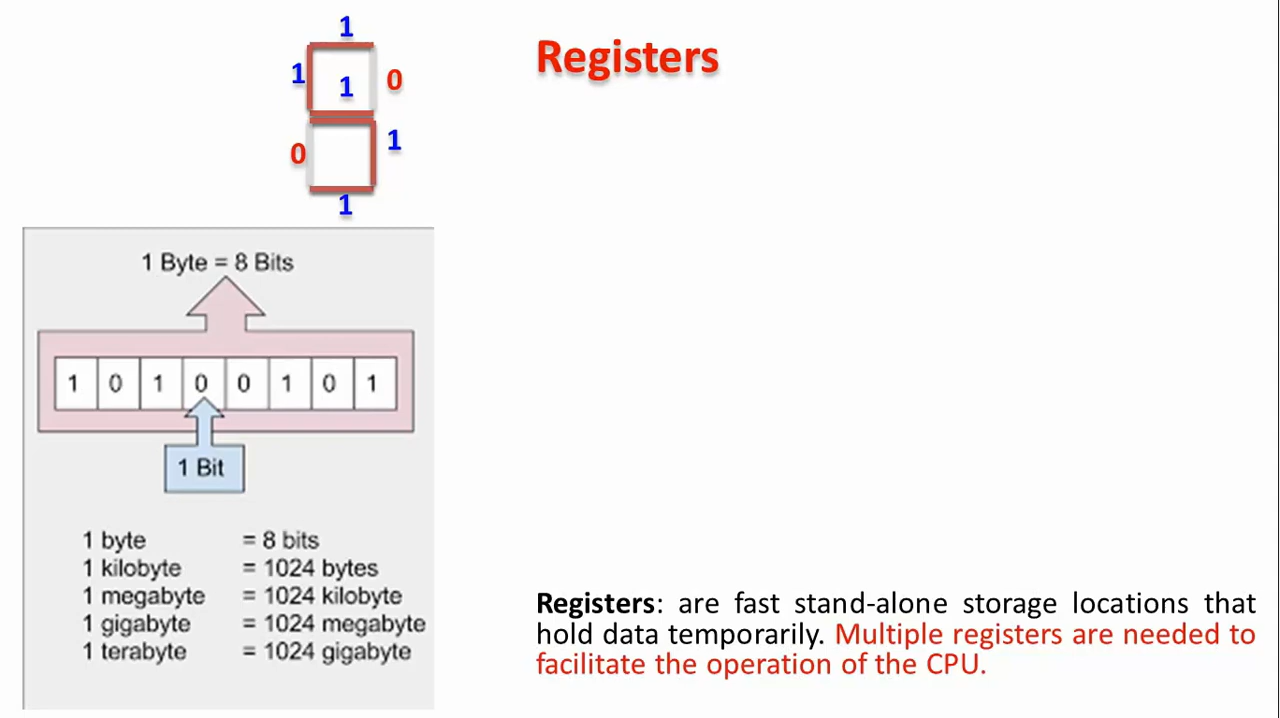 1
1
1
0
0
1
1
Registers
1 Byte = 8 Bits
1 0 1 0 0 1 0 1
1 Bit
1 byte = 8 bits
1 kilobyte = 1024 bytes
1 megabyte = 1024 kilobyte
1 gigabyte = 1024 megabyte
1 terabyte = 1024 gigabyte
Registers: are fast stand-alone storage locations that
hold data temporarily. Multiple registers are needed to
facilitate the operation of the CPU.